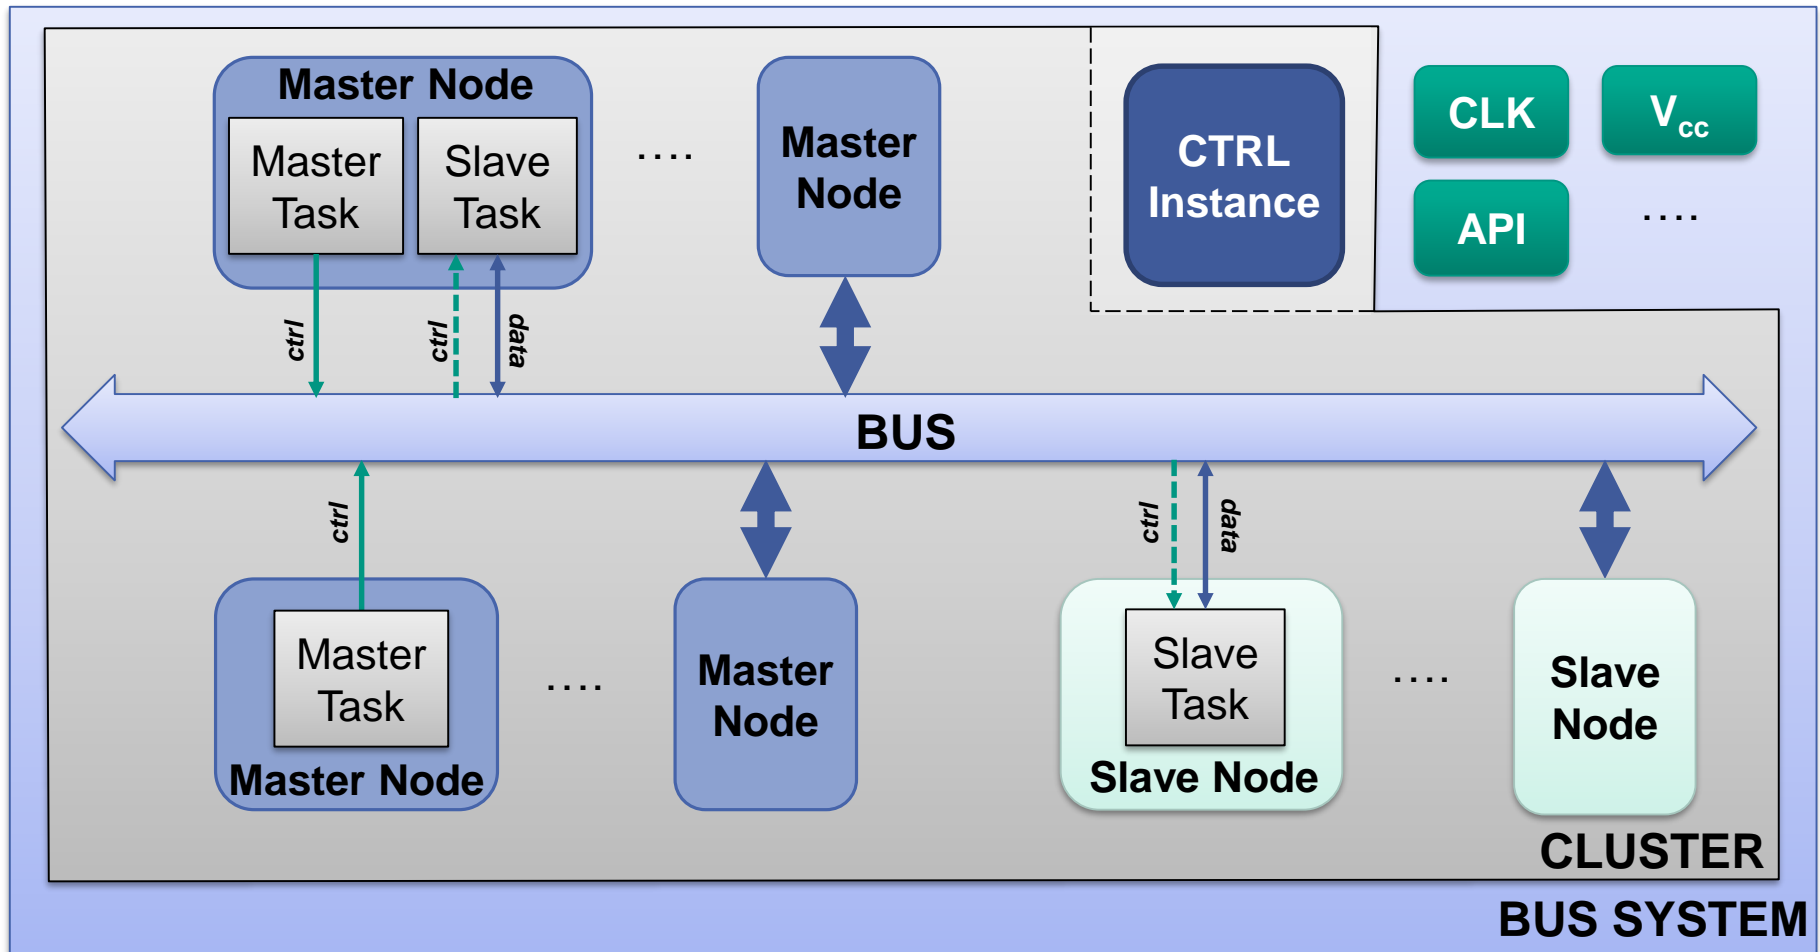 Master Node
Master
Task
Slave
Task
....
Master
Node
CTRL
Instance
CLK
Vcc
API
....
ctrl
ctrl
data
BUS
ctrl
ctrl
data
Master
Task
Master Node
....
Master
Node
Slave
Task
Slave Node
....
Slave
Node
CLUSTER
BUS SYSTEM